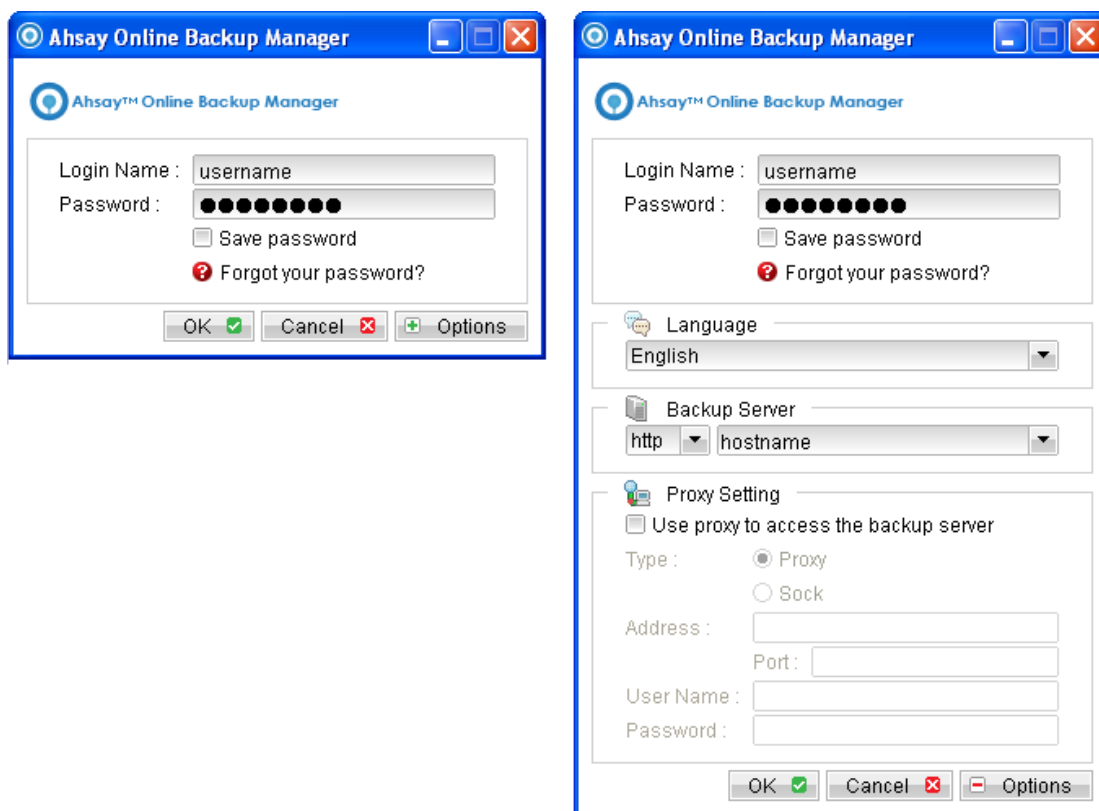 Ahsay Online Backup Manager
Ahsay™ Online Backup Manager
Login Name : username
Password : ●●●●●●●●
Save password
Forgot your password?
OK Cancel Options
Ahsay Online Backup Manager
Ahsay™ Online Backup Manager
Login Name : username
Password : ●●●●●●●●
Save password
Forgot your password?
Language
English
Backup Server
http hostname
Proxy Setting
Use proxy to access the backup server
Type : Proxy
Sock
Address :
Port :
User Name :
Password :
OK Cancel Options